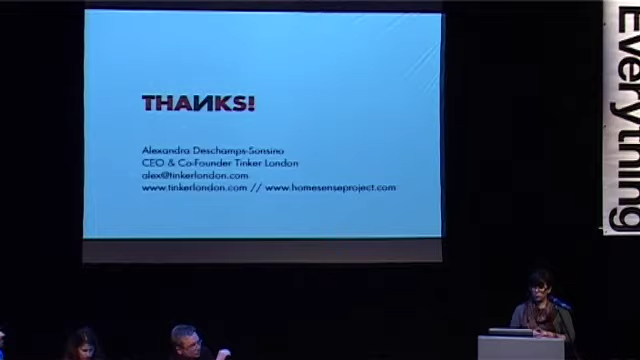 THANKS!
Alexandra Deschamps-Sonsino
CEO & Co-Founder Tinker London
alex@tinkerlondon.com
www.tinkerlondon.com // www.homesenseproject.com
Everything